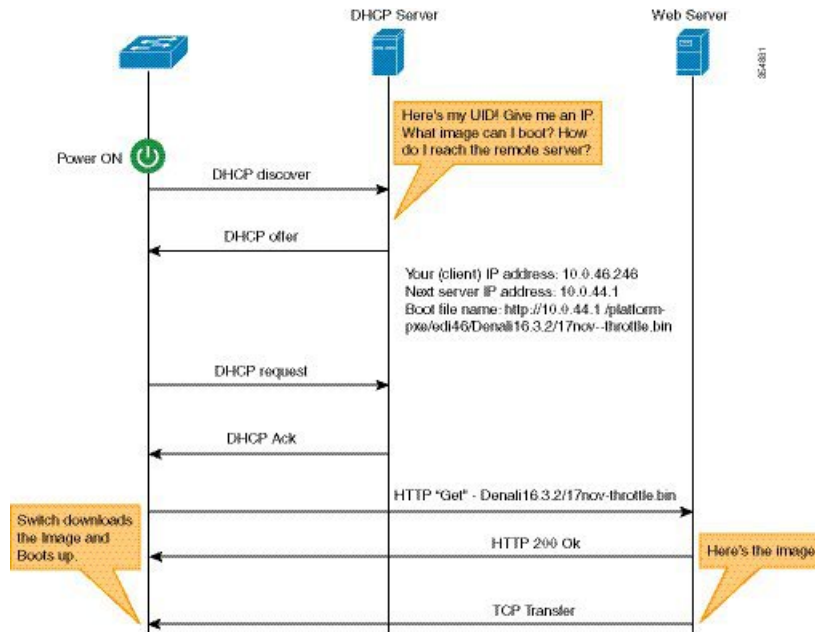 DHCP Server
Web Server
354881
Here's my UID! Give me an IP.
What image can I boot? How
do I reach the remote server?
Power ON
DHCP discover
DHCP offer
Your (client) IP address: 10.0.46.246
Next server IP address: 10.0.44.1
Boot file name: http://10.0.44.1 /platform-
pxe/edi46/Denali16.3.2/17nov--throttle.bin
DHCP request
DHCP Ack
HTTP "Get" - Denali16.3.2/17nov-throttle.bin
Switch downloads
the Image and
Boots up.
HTTP 200 Ok
Here's the image
TCP Transfer